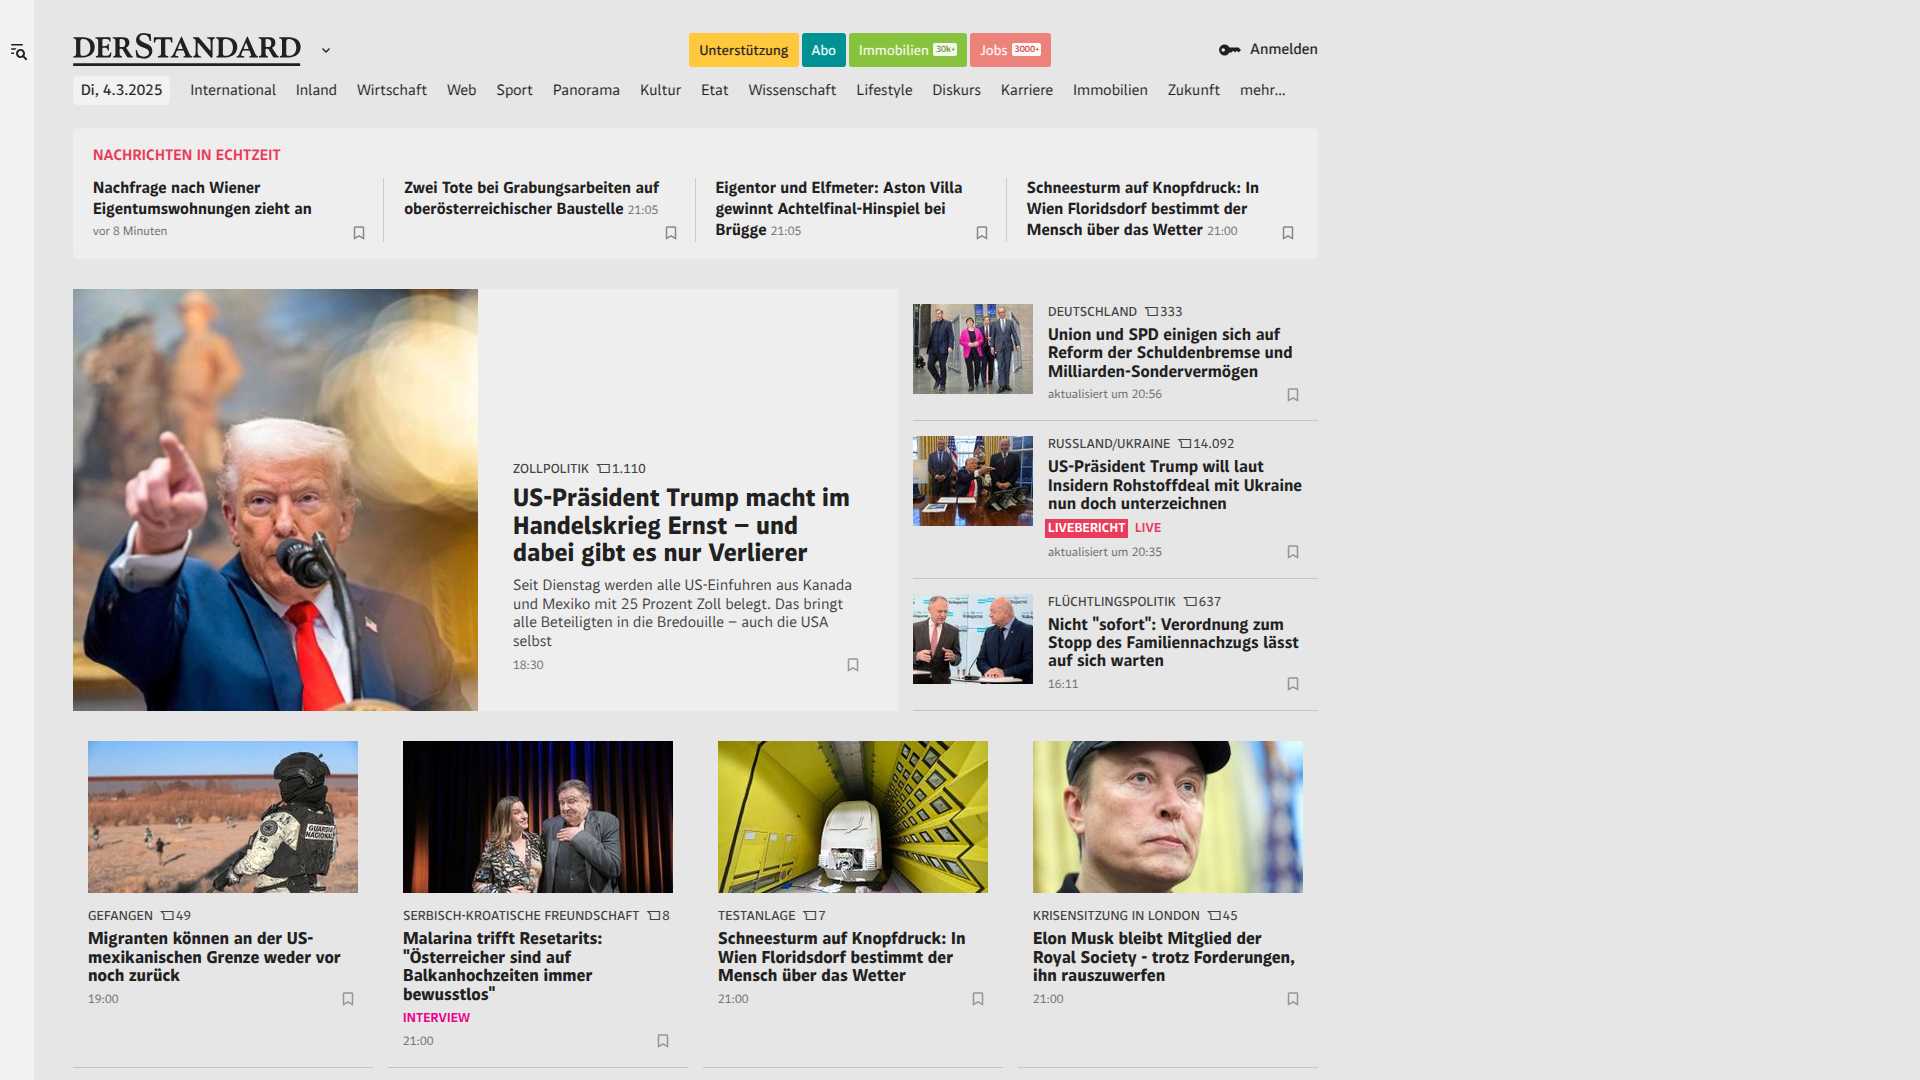 DERSTANDARD
Unterstützung
Abo
Immobilien 30k+
Jobs 3000+
Anmelden
Di, 4.3.2025
International
Inland
Wirtschaft
Web
Sport
Panorama
Kultur
Etat
Wissenschaft
Lifestyle
Diskurs
Karriere
Immobilien
Zukunft
mehr...
NACHRICHTEN IN ECHTZEIT
Nachfrage nach Wiener
Eigentumswohnungen zieht an
vor 8 Minuten
Zwei Tote bei Grabungsarbeiten auf
oberösterreichischer Baustelle 21:05
Eigentor und Elfmeter: Aston Villa
gewinnt Achtelfinal-Hinspiel bei
Brügge 21:05
Schneesturm auf Knopfdruck: In
Wien Floridsdorf bestimmt der
Mensch über das Wetter 21:00
ZOLLPOLITIK 1.110
US-Präsident Trump macht im
Handelskrieg Ernst – und
dabei gibt es nur Verlierer
Seit Dienstag werden alle US-Einfuhren aus Kanada
und Mexiko mit 25 Prozent Zoll belegt. Das bringt
alle Beteiligten in die Bredouille – auch die USA
selbst
18:30
DEUTSCHLAND 333
Union und SPD einigen sich auf
Reform der Schuldenbremse und
Milliarden-Sondervermögen
aktualisiert um 20:56
RUSSLAND/UKRAINE 14.092
US-Präsident Trump will laut
Insidern Rohstoffdeal mit Ukraine
nun doch unterzeichnen
LIVEBERICHT LIVE
aktualisiert um 20:35
FLÜCHTLINGSPOLITIK 637
Nicht "sofort": Verordnung zum
Stopp des Familiennachzugs lässt
auf sich warten
16:11
GUARDIA
NACIONAL
GEFANGEN 49
Migranten können an der US-
mexikanischen Grenze weder vor
noch zurück
19:00
SERBISCH-KROATISCHE FREUNDSCHAFT 8
Malarina trifft Resetarits:
"Österreicher sind auf
Balkanhochzeiten immer
bewusstlos"
INTERVIEW
21:00
TESTANLAGE 7
Schneesturm auf Knopfdruck: In
Wien Floridsdorf bestimmt der
Mensch über das Wetter
21:00
KRISENSITZUNG IN LONDON 45
Elon Musk bleibt Mitglied der
Royal Society - trotz Forderungen,
ihn rauszuwerfen
21:00